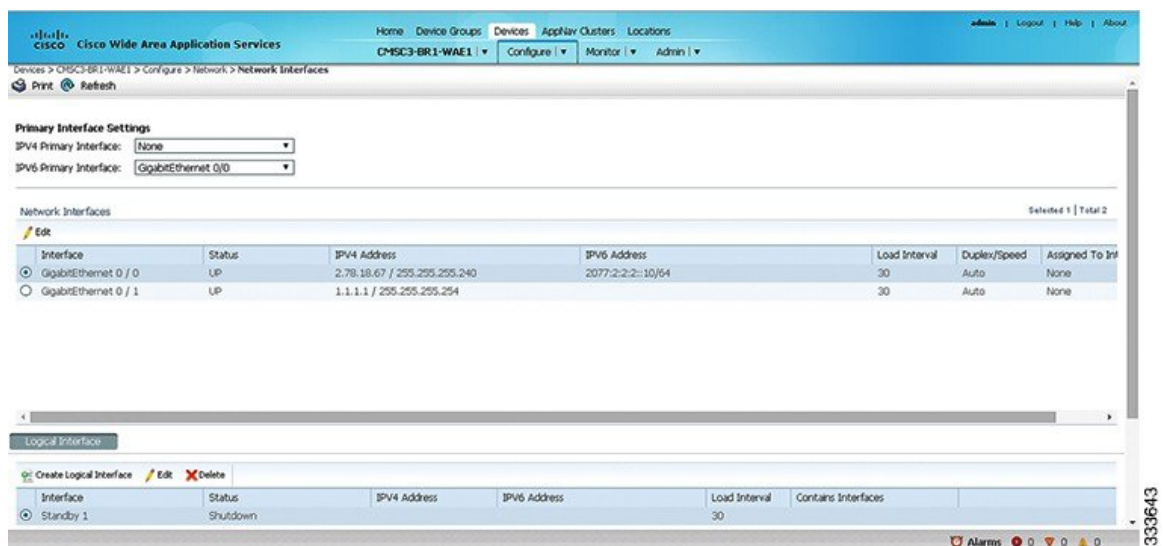 Home Device Groups Devices AppNav Clusters Locations
admin | Logout | Help | About
cisco Cisco Wide Area Application Services
CMSC3-BR1-WAE1 Configure Monitor Admin
Devices > CMSC3-BR1-WAE1 > Configure > Network > Network Interfaces
Print Refresh
Primary Interface Settings
IPV4 Primary Interface: None
IPV6 Primary Interface: GigabitEthernet 0/0
Network Interfaces Selected 1 | Total 2
Edit
Interface Status IPV4 Address IPV6 Address Load Interval Duplex/Speed Assigned To Int
GigabitEthernet 0 / 0 UP 2.78.18.67 / 255.255.255.240 2077:2:2:2::10/64 30 Auto None
GigabitEthernet 0 / 1 UP 1.1.1.1 / 255.255.255.254 30 Auto None
Logical Interface
Create Logical Interface Edit Delete
Interface Status IPV4 Address IPV6 Address Load Interval Contains Interfaces
Standby 1 Shutdown 30
Alarms 0 0 0
333643